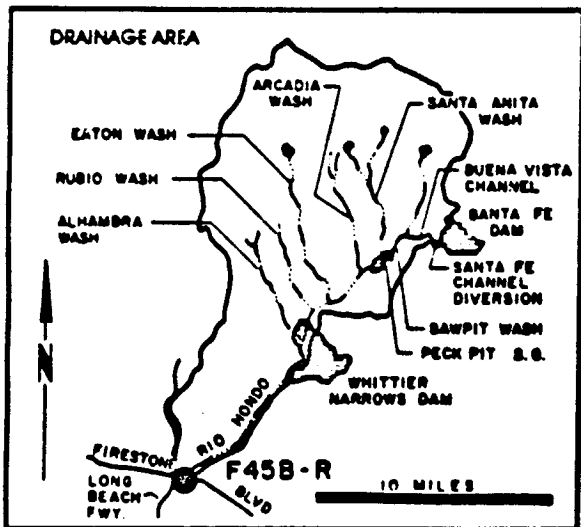 DRAINAGE AREA
ARCADIA
WASH
SANTA ANITA
WASH
EATON WASH
RUBIO WASH
ALHAMBRA
WASH
BUENA VISTA
CHANNEL
SANTA FE
DAM
SANTA FE
CHANNEL
DIVERSION
SAWPIT WASH
PECK PIT S.G.
WHITTIER
NARROWS DAM
N
RIO HONDO
FIRESTONE
BLVD
F45B-R
LONG
BEACH
FWY.
10 MILES